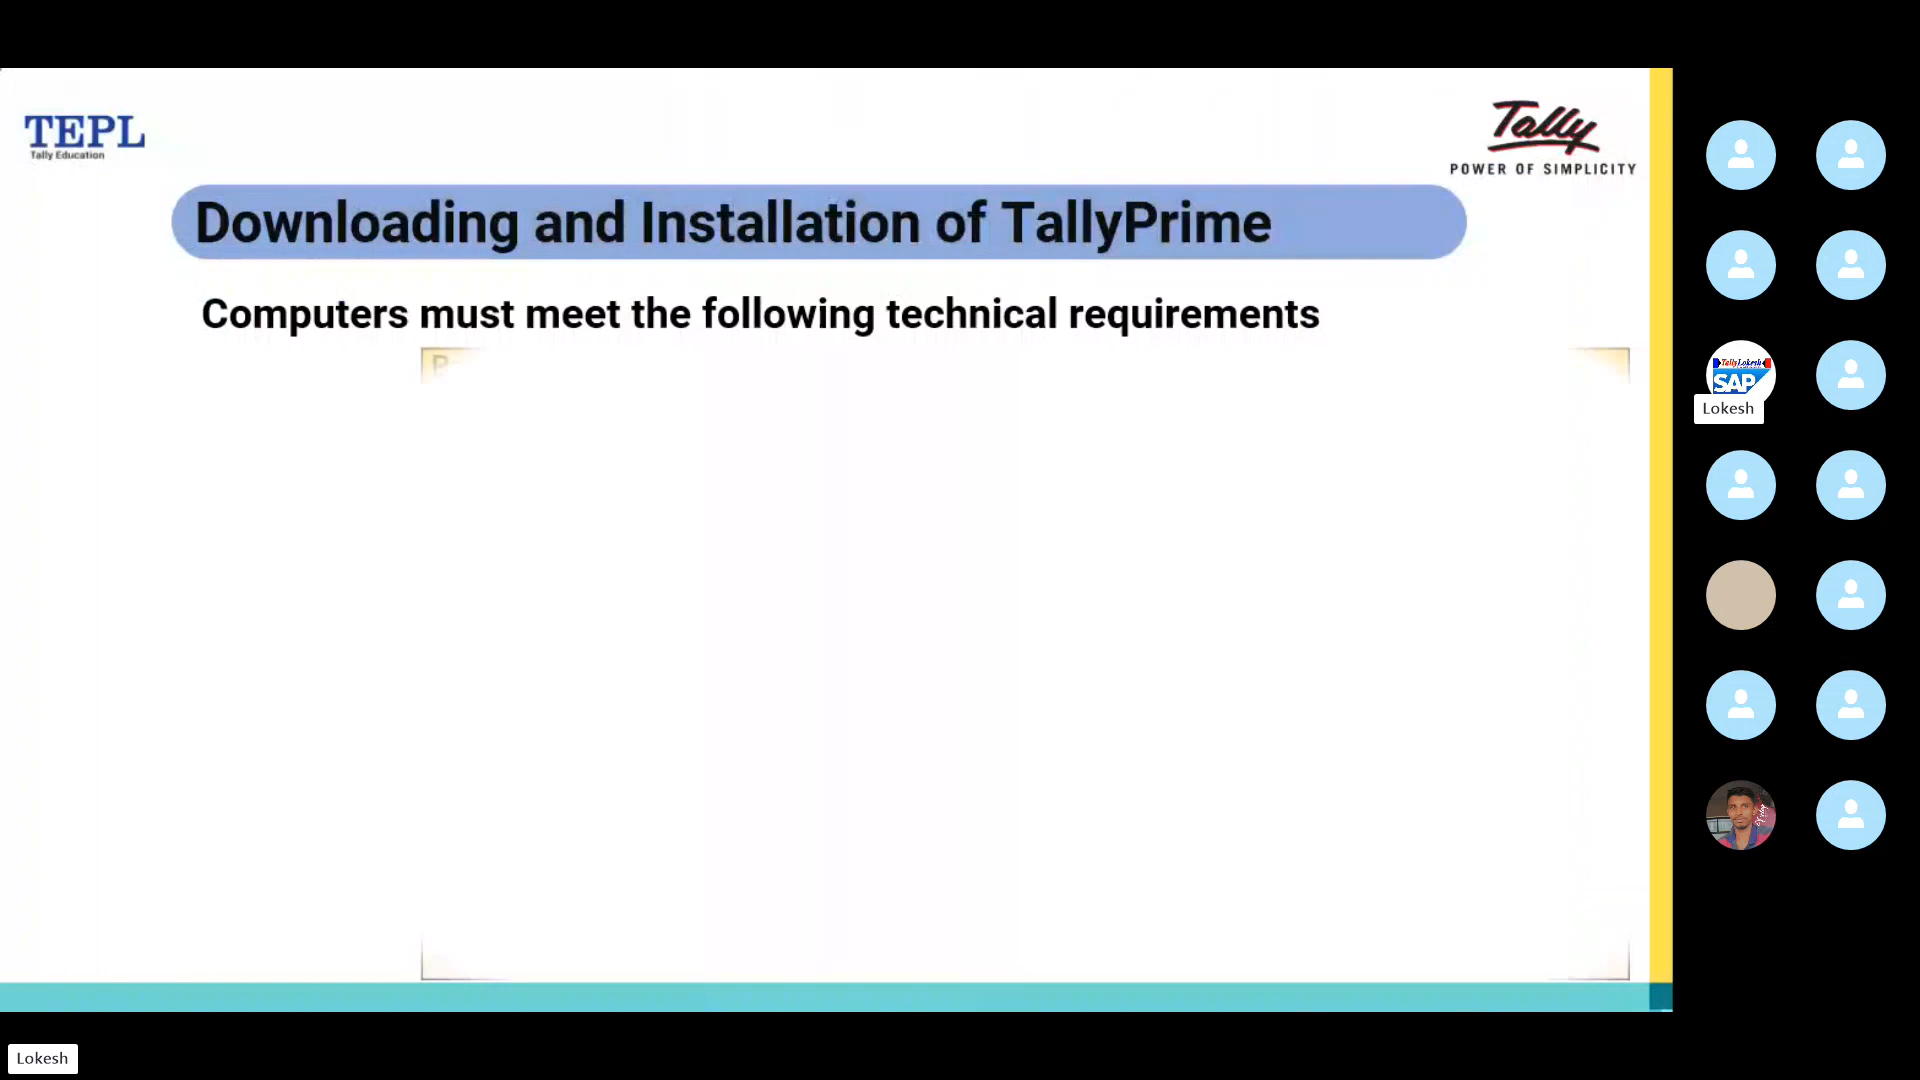 TEPL
Tally Education
Tally
POWER OF SIMPLICITY
Downloading and Installation of TallyPrime
Computers must meet the following technical requirements
P
TallyLokesh
SAP
Lokesh
Lokesh